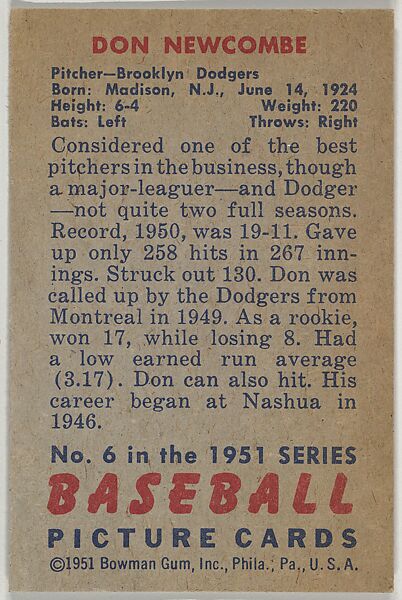 DON NEWCOMBE
Pitcher—Brooklyn Dodgers
Born: Madison, N.J., June 14, 1924
Height: 6-4 Weight: 220
Bats: Left Throws: Right
Considered one of the best
pitchers in the business, though
a major-leaguer—and Dodger
—not quite two full seasons.
Record, 1950, was 19-11. Gave
up only 258 hits in 267 inn-
ings. Struck out 130. Don was
called up by the Dodgers from
Montreal in 1949. As a rookie,
won 17, while losing 8. Had
a low earned run average
(3.17). Don can also hit. His
career began at Nashua in
1946.
No. 6 in the 1951 SERIES
BASEBALL
PICTURE CARDS
©1951 Bowman Gum, Inc., Phila., Pa., U. S. A.